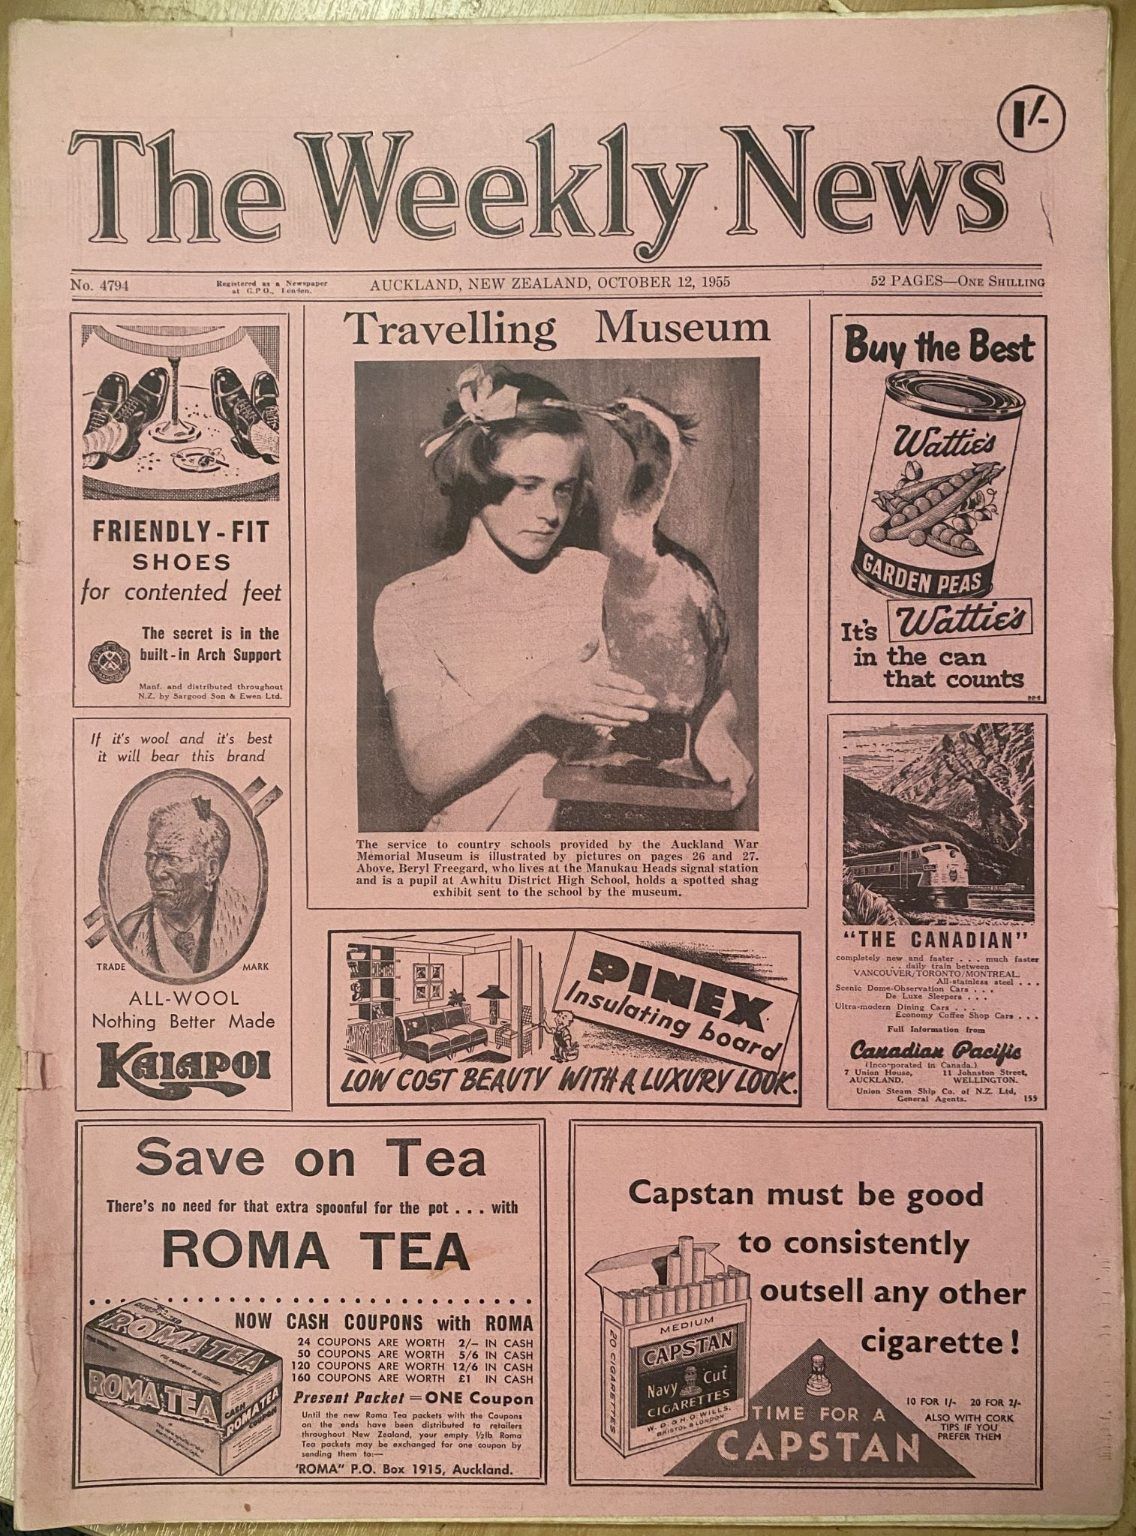 1/-
The Weekly News
No. 4794
Registered as a Newspaper
at G.P.O., London.
AUCKLAND, NEW ZEALAND, OCTOBER 12, 1955
52 PAGES—ONE SHILLING
FRIENDLY-FIT
SHOES
for contented feet
The secret is in the
built-in Arch Support
Manf. and distributed throughout
N.Z. by Sargood Son & Ewen Ltd.
If it's wool and it's best
it will bear this brand
TRADE MARK
ALL-WOOL
Nothing Better Made
KAIAPOI
Travelling Museum
The service to country schools provided by the Auckland War
Memorial Museum is illustrated by pictures on pages 26 and 27.
Above, Beryl Freegard, who lives at the Manukau Heads signal station
and is a pupil at Awhitu District High School, holds a spotted shag
exhibit sent to the school by the museum.
PINEX
Insulating board
LOW COST BEAUTY WITH A LUXURY LOOK.
Buy the Best
Wattie's
GARDEN PEAS
It's Wattie's
in the can
that counts
"THE CANADIAN"
completely new and faster . . . much faster
. . . daily train between
VANCOUVER/TORONTO/MONTREAL.
All-stainless steel . . .
Scenic Dome-Observation Cars . . .
De Luxe Sleepers . . .
Ultra-modern Dining Cars . . .
Economy Coffee Shop Cars . . .
Full Information from
Canadian Pacific
(Incorporated in Canada.)
7 Union House, 11 Johnston Street,
AUCKLAND. WELLINGTON.
Union Steam Ship Co. of N.Z. Ltd,
General Agents. 155
Save on Tea
There's no need for that extra spoonful for the pot . . . with
ROMA TEA
ROMA TEA
ROMA TEA
CASH
ROMA TEA
COUPON
NOW CASH COUPONS with ROMA
24 COUPONS ARE WORTH 2/– IN CASH
50 COUPONS ARE WORTH 5/6 IN CASH
120 COUPONS ARE WORTH 12/6 IN CASH
160 COUPONS ARE WORTH £1 IN CASH
Present Packet = ONE Coupon
Until the new Roma Tea packets with the Coupons
on the ends have been distributed to retailers
throughout New Zealand, your empty ½lb. Roma
Tea packets may be exchanged for one coupon by
sending them to:—
'ROMA" P.O. Box 1915, Auckland.
Capstan must be good
to consistently
outsell any other
cigarette!
20 CIGARETTES
MEDIUM
CAPSTAN
Navy Cut
CIGARETTES
W. D. & H. O. WILLS.
BRISTOL & LONDON
TIME FOR A
CAPSTAN
10 FOR 1/- 20 FOR 2/-
ALSO WITH CORK
TIPS IF YOU
PREFER THEM